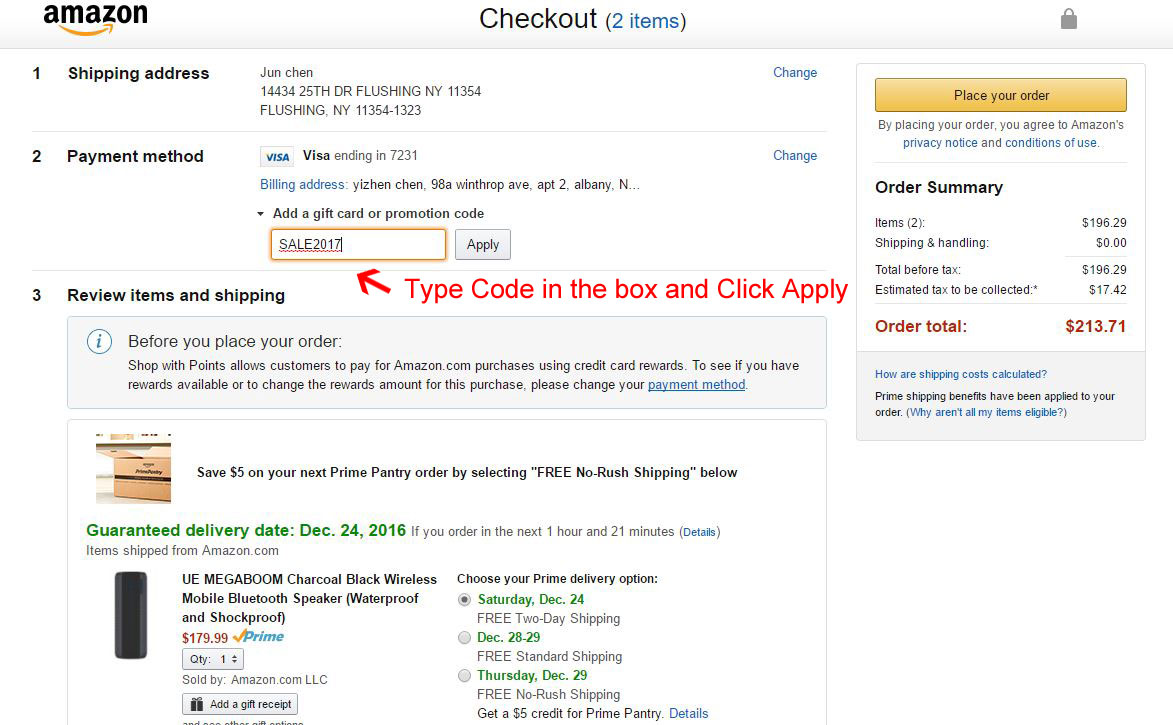 amazon
Checkout (2 items)
1 Shipping address
Jun chen
14434 25TH DR FLUSHING NY 11354
FLUSHING, NY 11354-1323
Change
2 Payment method
VISA Visa ending in 7231
Change
Billing address: yizhen chen, 98a winthrop ave, apt 2, albany, N...
Add a gift card or promotion code
SALE2017
Apply
Type Code in the box and Click Apply
3 Review items and shipping
Before you place your order:
Shop with Points allows customers to pay for Amazon.com purchases using credit card rewards. To see if you have
rewards available or to change the rewards amount for this purchase, please change your payment method.
PrimePantry
Save $5 on your next Prime Pantry order by selecting "FREE No-Rush Shipping" below
Guaranteed delivery date: Dec. 24, 2016 If you order in the next 1 hour and 21 minutes (Details)
Items shipped from Amazon.com
UE MEGABOOM Charcoal Black Wireless
Mobile Bluetooth Speaker (Waterproof
and Shockproof)
$179.99 Prime
Qty: 1
Sold by: Amazon.com LLC
Add a gift receipt
and see other gift options
Choose your Prime delivery option:
Saturday, Dec. 24
FREE Two-Day Shipping
Dec. 28-29
FREE Standard Shipping
Thursday, Dec. 29
FREE No-Rush Shipping
Get a $5 credit for Prime Pantry. Details
Place your order
By placing your order, you agree to Amazon's
privacy notice and conditions of use.
Order Summary
Items (2): $196.29
Shipping & handling: $0.00
Total before tax: $196.29
Estimated tax to be collected:* $17.42
Order total: $213.71
How are shipping costs calculated?
Prime shipping benefits have been applied to your
order. (Why aren't all my items eligible?)